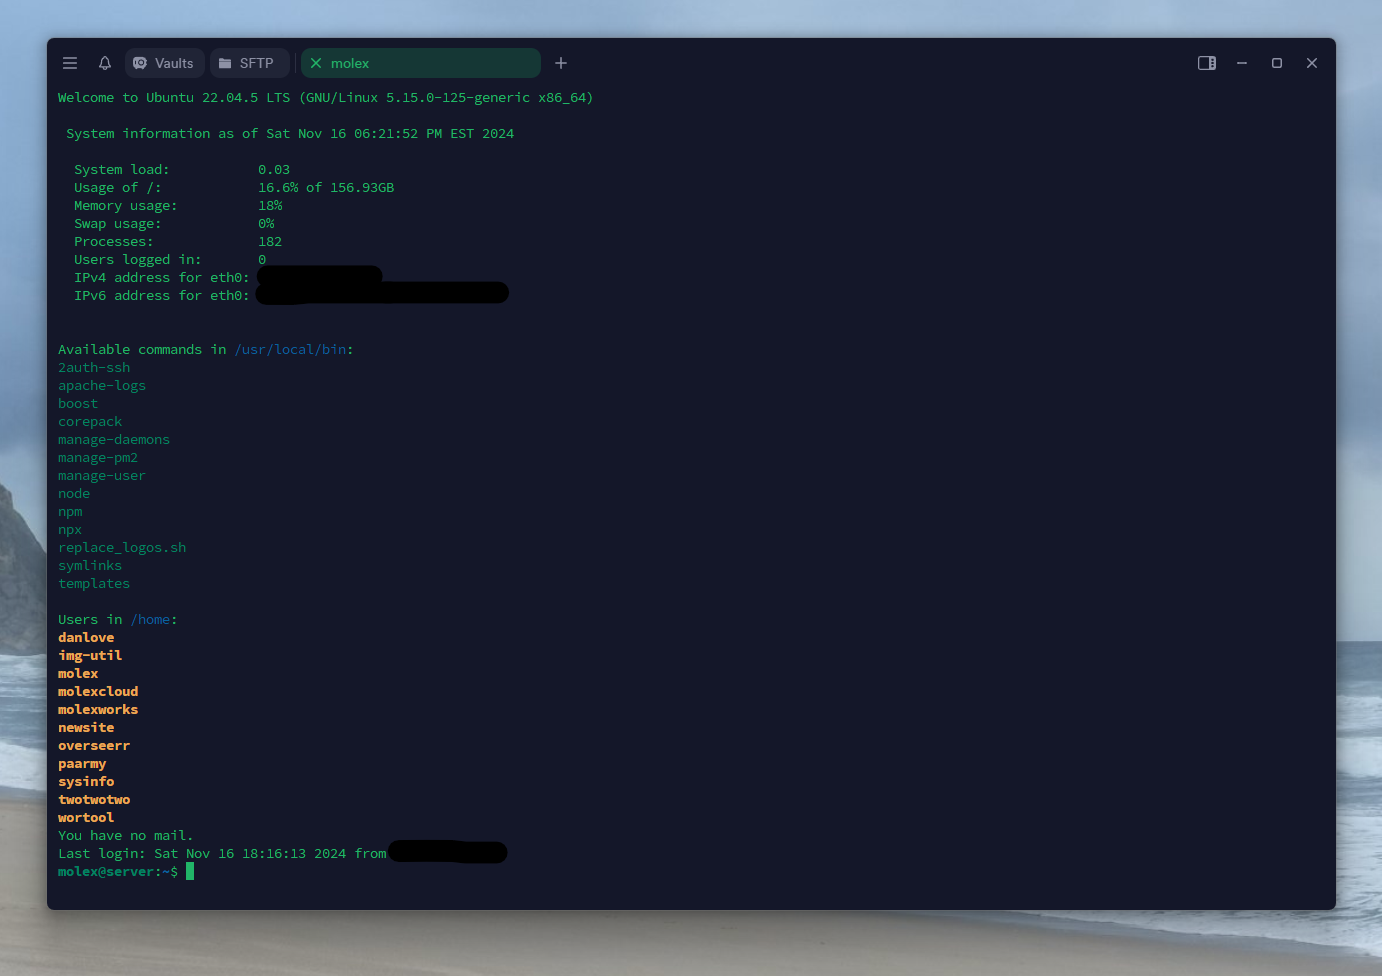 Vaults SFTP molex
Welcome to Ubuntu 22.04.5 LTS (GNU/Linux 5.15.0-125-generic x86_64)
System information as of Sat Nov 16 06:21:52 PM EST 2024
System load: 0.03
Usage of /: 16.6% of 156.93GB
Memory usage: 18%
Swap usage: 0%
Processes: 182
Users logged in: 0
IPv4 address for eth0:
IPv6 address for eth0:
Available commands in /usr/local/bin:
2auth-ssh
apache-logs
boost
corepack
manage-daemons
manage-pm2
manage-user
node
npm
npx
replace_logos.sh
symlinks
templates
Users in /home:
danlove
img-util
molex
molexcloud
molexworks
newsite
overseerr
paarmy
sysinfo
twotwotwo
wortool
You have no mail.
Last login: Sat Nov 16 18:16:13 2024 from
molex@server:~$